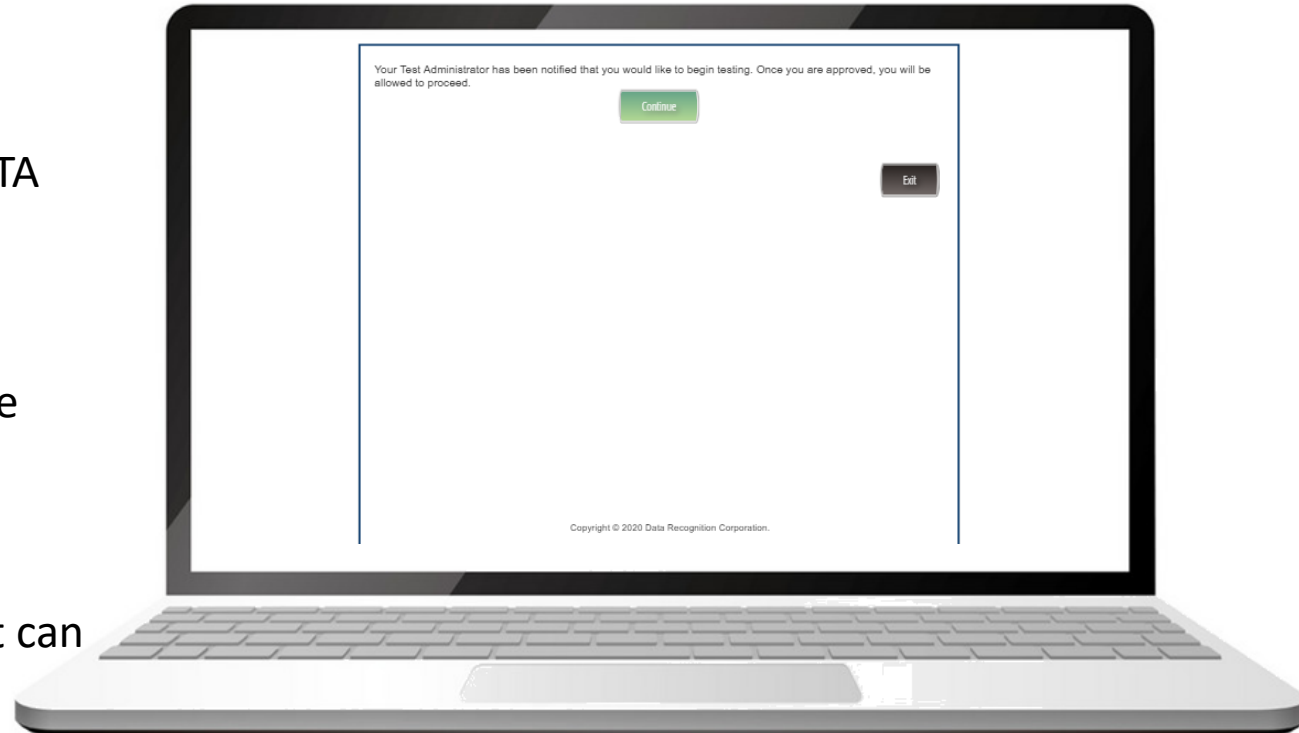 TA
e
t can
Your Test Administrator has been notified that you would like to begin testing. Once you are approved, you will be
allowed to proceed.
Continue
Exit
Copyright © 2020 Data Recognition Corporation.